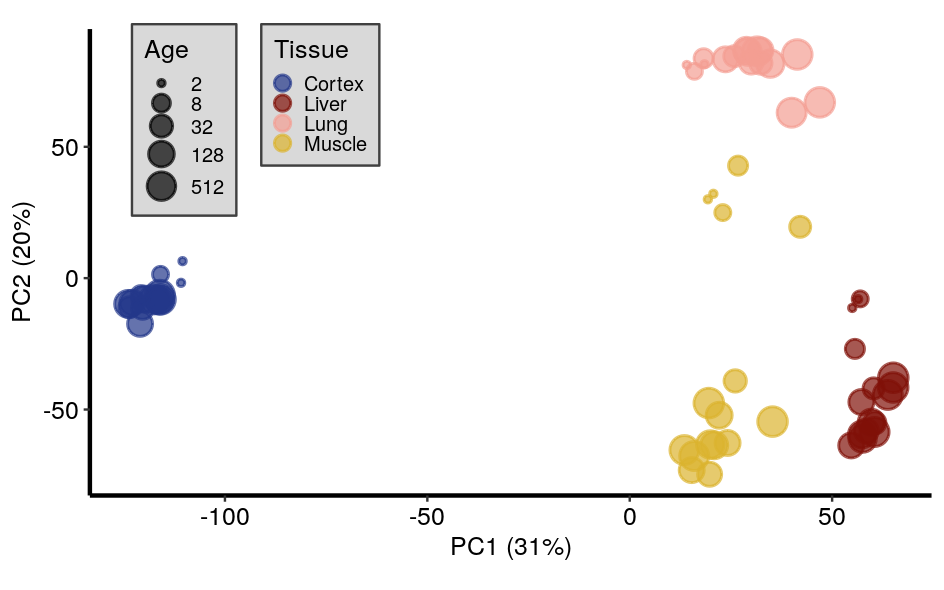 Age
2
8
32
128
512
Tissue
Cortex
Liver
Lung
Muscle
50
0
-50
PC2 (20%)
-100
-50
0
50
PC1 (31%)